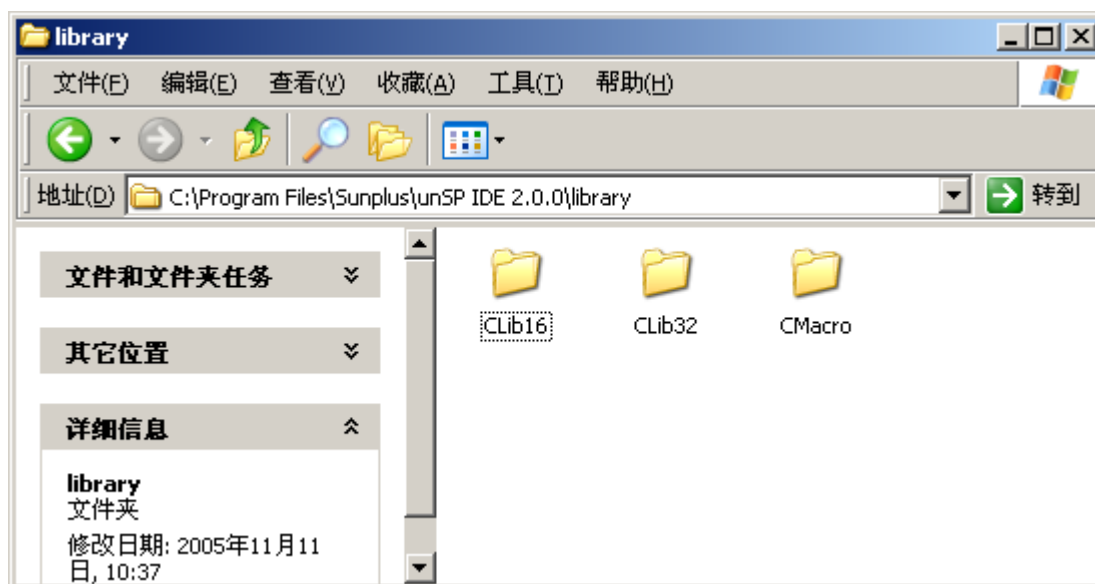 library
文件(F) 编辑(E) 查看(V) 收藏(A) 工具(T) 帮助(H)
地址(D) C:\Program Files\Sunplus\unSP IDE 2.0.0\library 转到
文件和文件夹任务
其它位置
详细信息
library
文件夹
修改日期: 2005年11月11
日, 10:37
CLib16 CLib32 CMacro